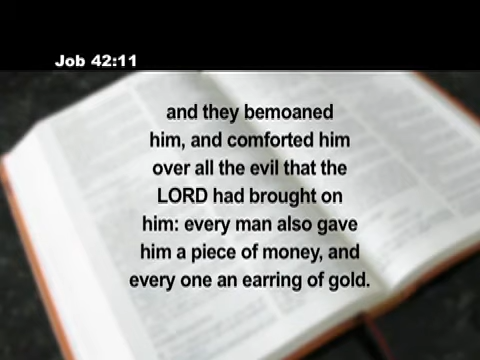 Job 42:11
and they bemoaned
him, and comforted him
over all the evil that the
LORD had brought on
him: every man also gave
him a piece of money, and
every one an earring of gold.